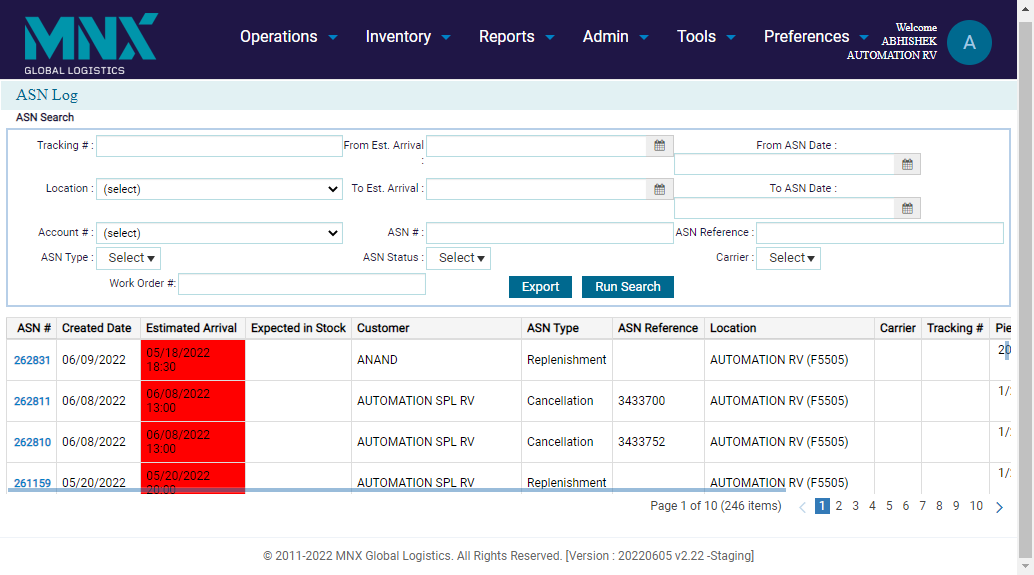 MNX
GLOBAL LOGISTICS
Operations Inventory Reports Admin Tools Preferences
Welcome
ABHISHEK
AUTOMATION RV
A
ASN Log
ASN Search
Tracking # : From Est. Arrival : From ASN Date :
Location : (select) To Est. Arrival : To ASN Date :
Account # : (select) ASN # : ASN Reference :
ASN Type : Select ASN Status : Select Carrier : Select
Work Order #: Export Run Search
ASN # Created Date Estimated Arrival Expected in Stock Customer ASN Type ASN Reference Location Carrier Tracking #
262831 06/09/2022 05/18/2022 18:30 ANAND Replenishment AUTOMATION RV (F5505)
262811 06/08/2022 06/08/2022 13:00 AUTOMATION SPL RV Cancellation 3433700 AUTOMATION RV (F5505)
262810 06/08/2022 06/08/2022 13:00 AUTOMATION SPL RV Cancellation 3433752 AUTOMATION RV (F5505)
261159 05/20/2022 05/20/2022 20:00 AUTOMATION SPL RV Replenishment AUTOMATION RV (F5505)
Page 1 of 10 (246 items) 1 2 3 4 5 6 7 8 9 10
© 2011-2022 MNX Global Logistics. All Rights Reserved. [Version : 20220605 v2.22 -Staging]